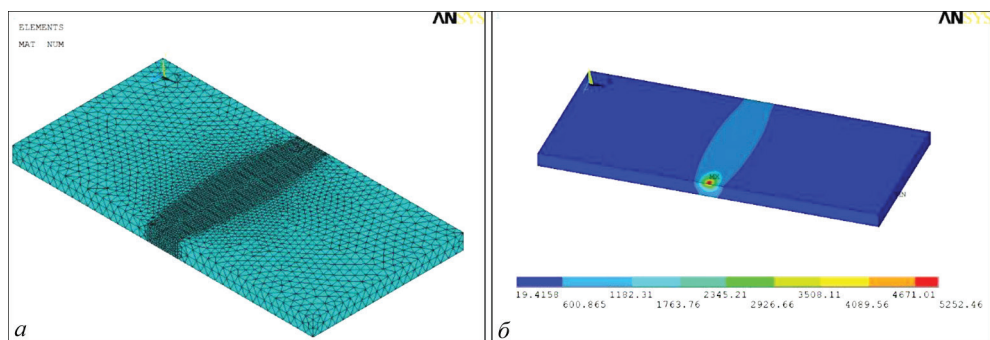 ANSYS
ELEMENTS
MAT NUM
a
ANSYS
MX
19.4158 1182.31 2345.21 3508.11 4671.01
600.865 1763.76 2926.66 4089.56 5252.46
б